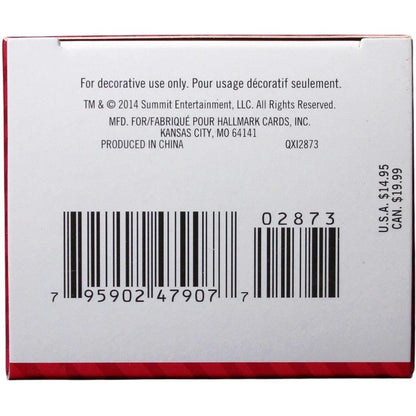 For decorative use only. Pour usage décoratif seulement.
TM & © 2014 Summit Entertainment, LLC. All Rights Reserved.
MFD. FOR/FABRIQUÉ POUR HALLMARK CARDS, INC.
KANSAS CITY, MO 64141
PRODUCED IN CHINA QXI2873
U.S.A. $14.95
CAN. $19.99
02873
7 95902 47907 7